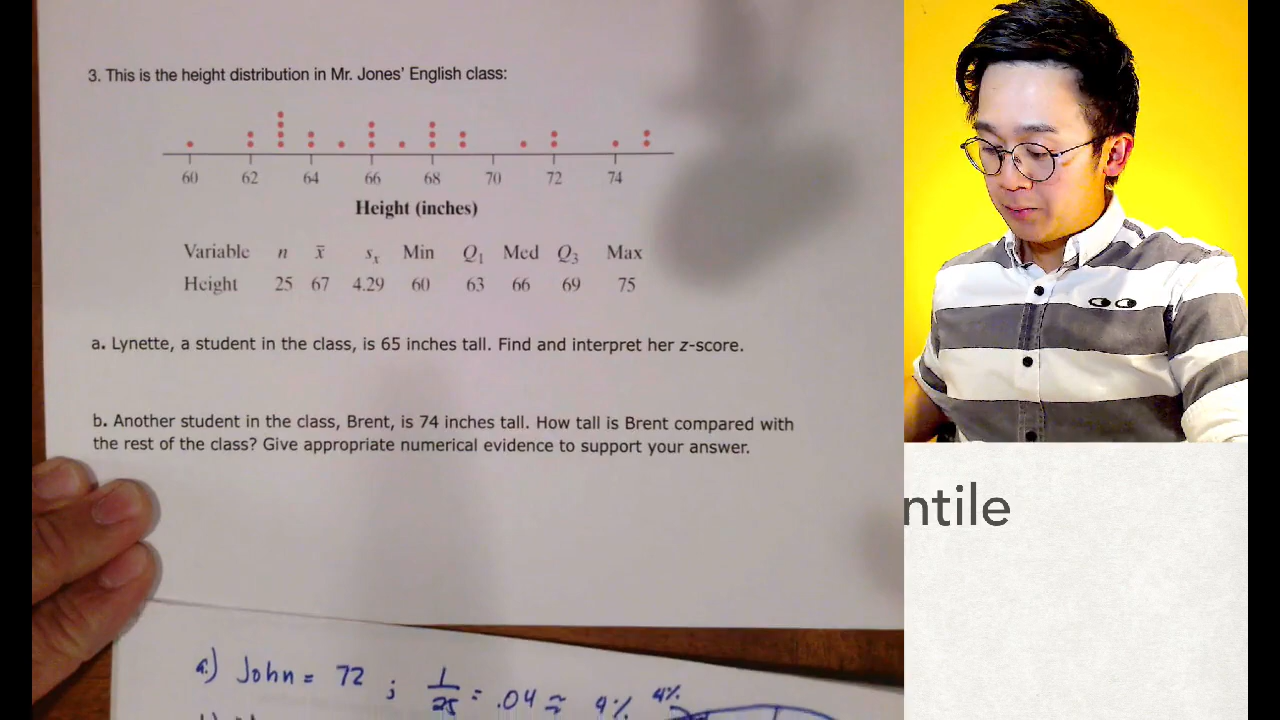 3. This is the height distribution in Mr. Jones' English class:
60 62 64 66 68 70 72 74
Height (inches)
Variable n x̄ sₓ Min Q₁ Med Q₃ Max
Height 25 67 4.29 60 63 66 69 75
a. Lynette, a student in the class, is 65 inches tall. Find and interpret her z-score.
b. Another student in the class, Brent, is 74 inches tall. How tall is Brent compared with
the rest of the class? Give appropriate numerical evidence to support your answer.
ntile
a.) John = 72 ; 1/25 = .04 ≈ 4% 4%